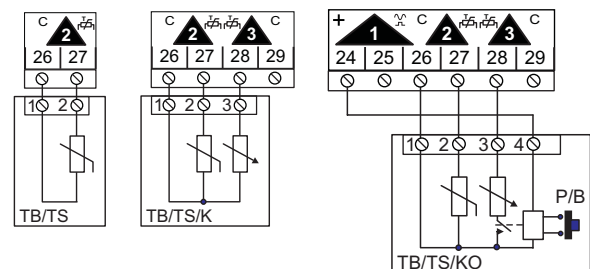 C 2
26 27
1 2
TB/TS
C 2 3 C
26 27 28 29
1 2 3
TB/TS/K
+ 1 C 2 3 C
24 25 26 27 28 29
1 2 3 4
P/B
TB/TS/KO